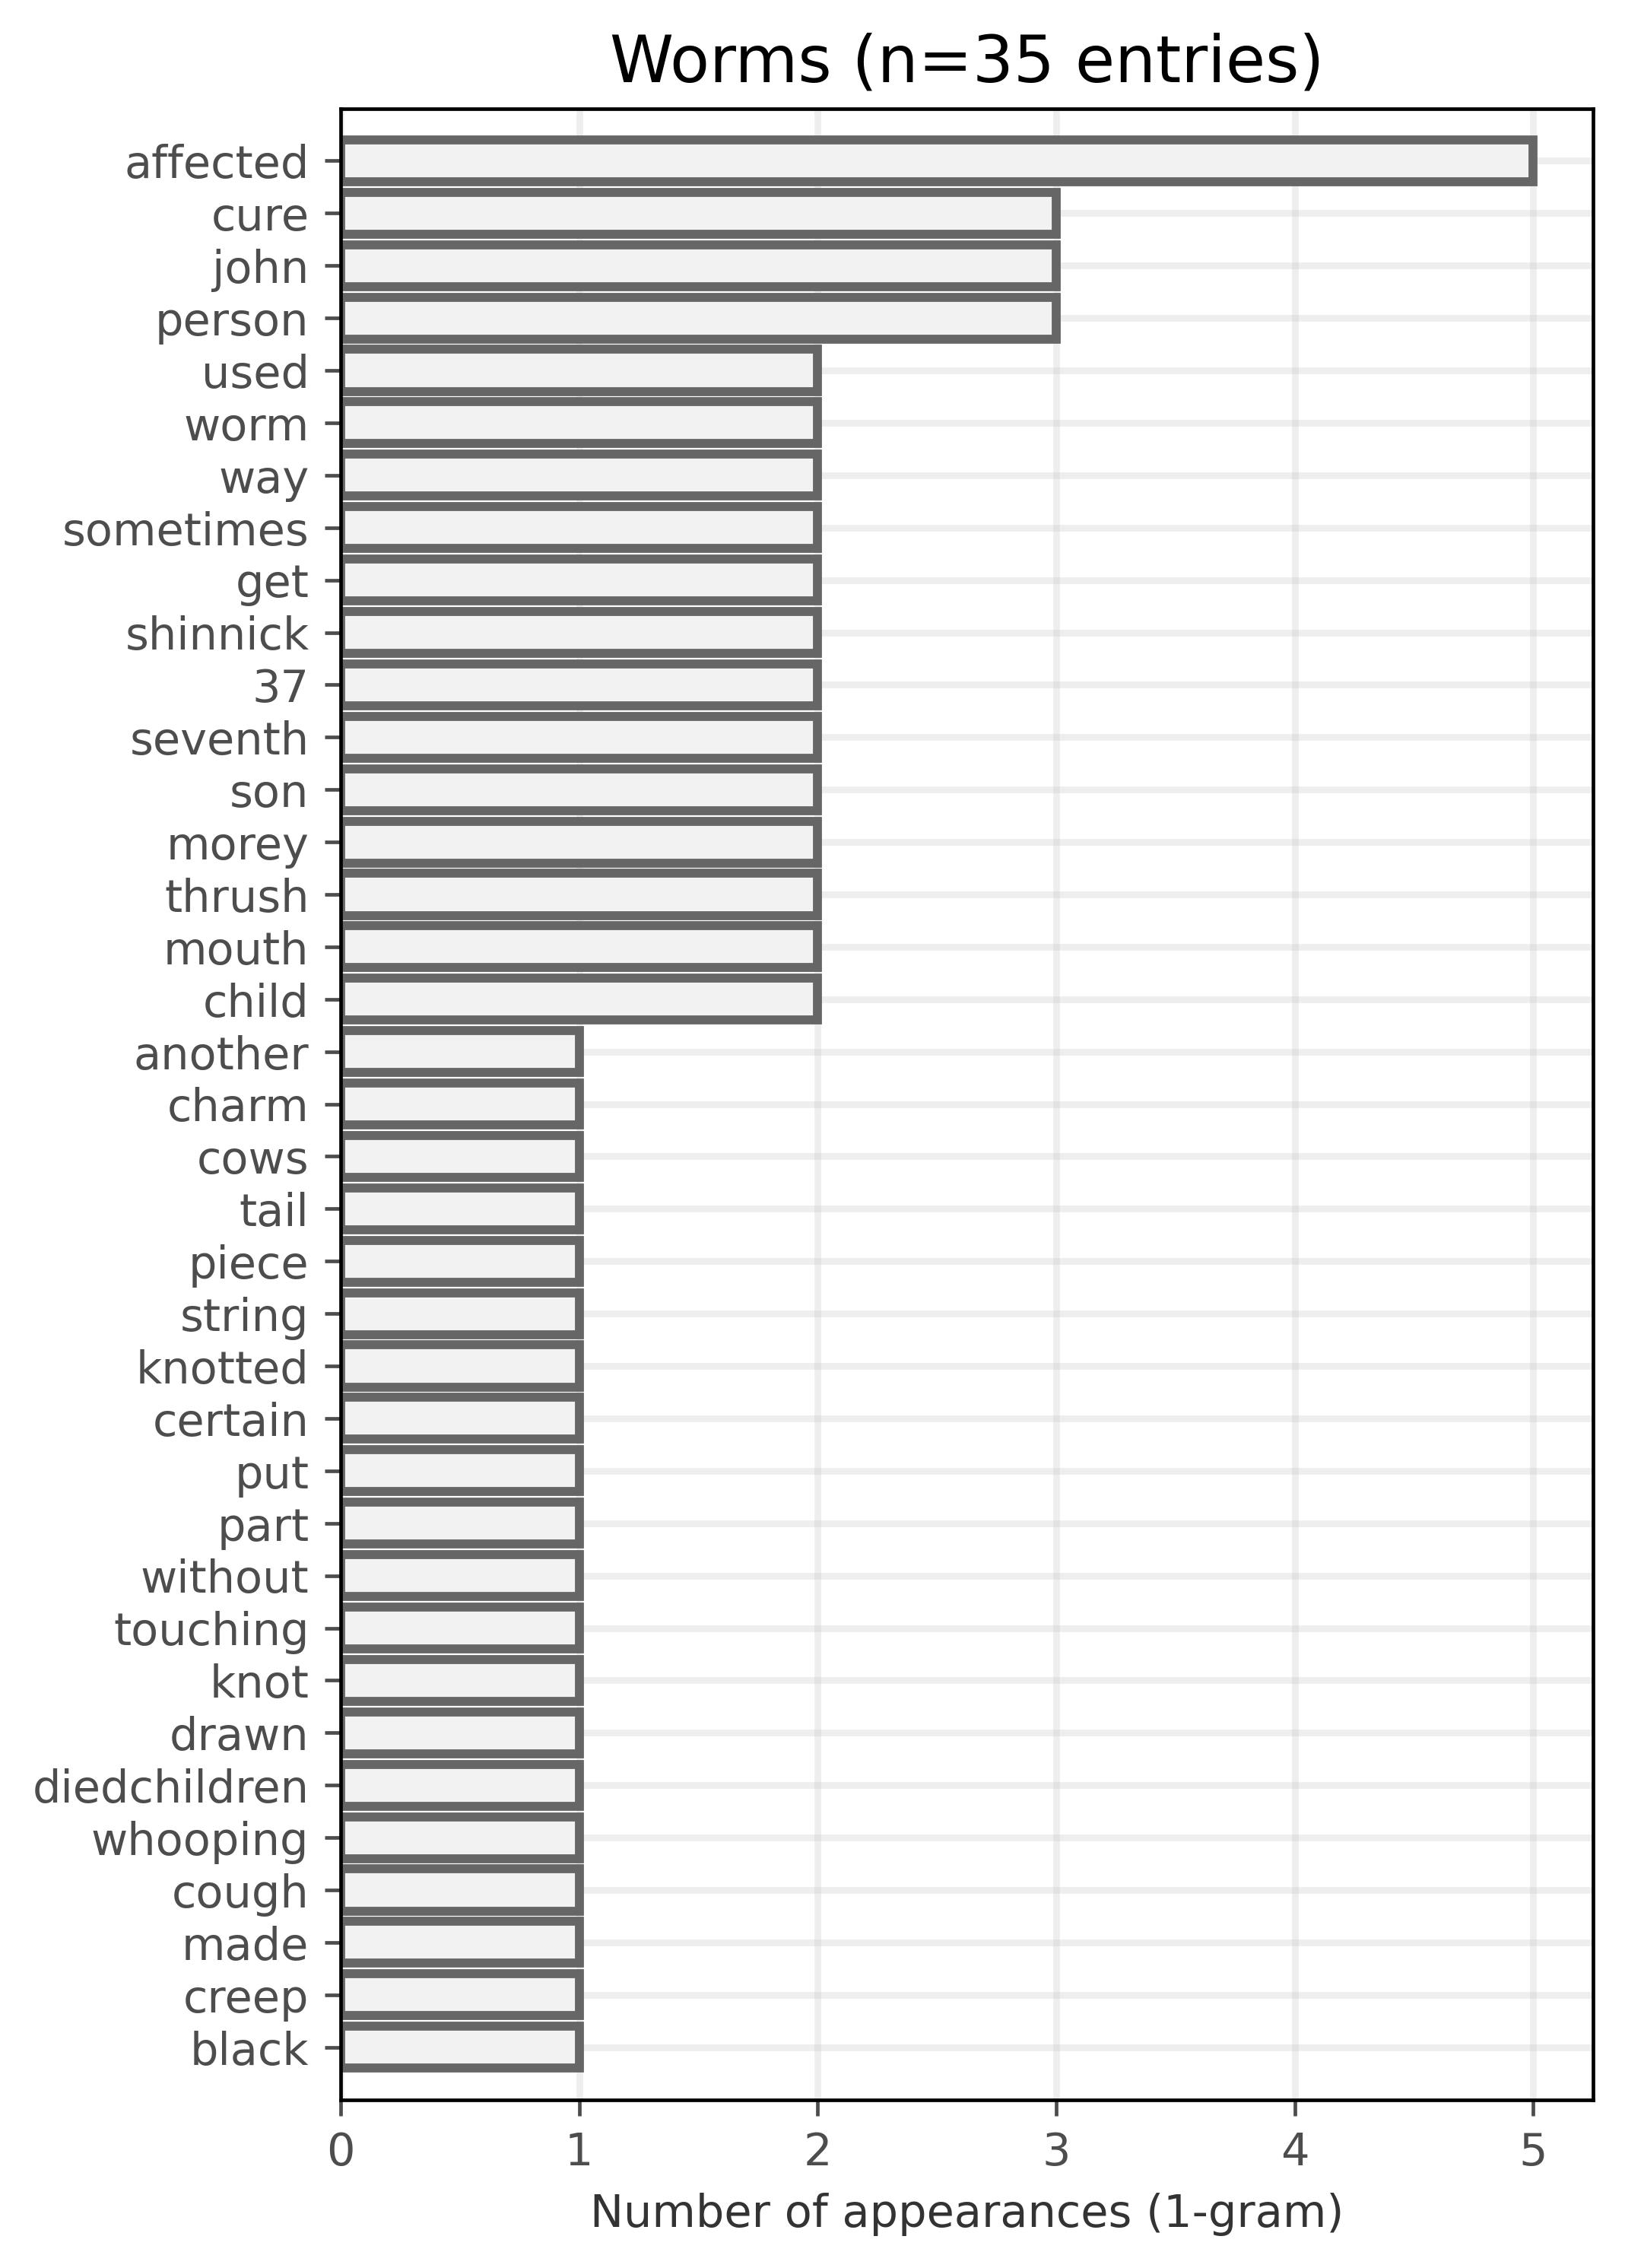 Worms (n=35 entries)
affected
cure
john
person
used
worm
way
sometimes
get
shinnick
37
seventh
son
morey
thrush
mouth
child
another
charm
cows
tail
piece
string
knotted
certain
put
part
without
touching
knot
drawn
diedchildren
whooping
cough
made
creep
black
0 1 2 3 4 5
Number of appearances (1-gram)